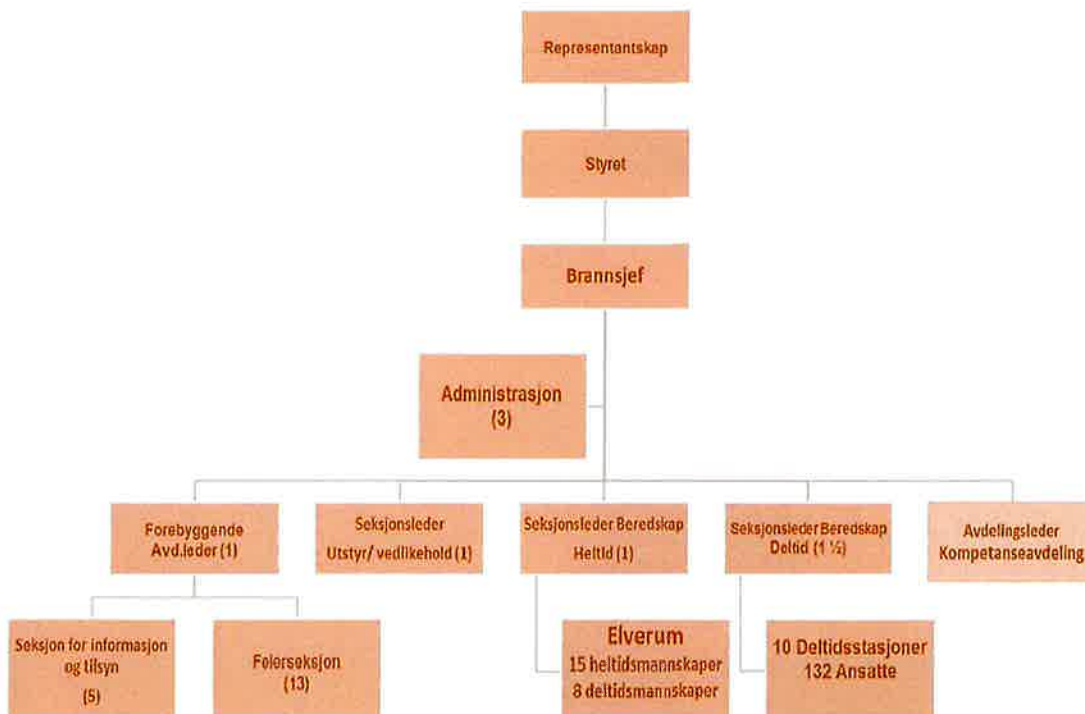 Representantskap
Styret
Brannsjef
Administrasjon
(3)
Forebyggende
Avd.leder (1)
Seksjonsleder
Utstyr/ vedlikehold (1)
Seksjonsleder Beredskap
Heltid (1)
Seksjonsleder Beredskap
Deltid (1 ½)
Avdelingsleder
Kompetanseavdeling
Seksjon for informasjon
og tilsyn
(5)
Feierseksjon
(13)
Elverum
15 heltidsmannskaper
8 deltidsmannskaper
10 Deltidsstasjoner
132 Ansatte